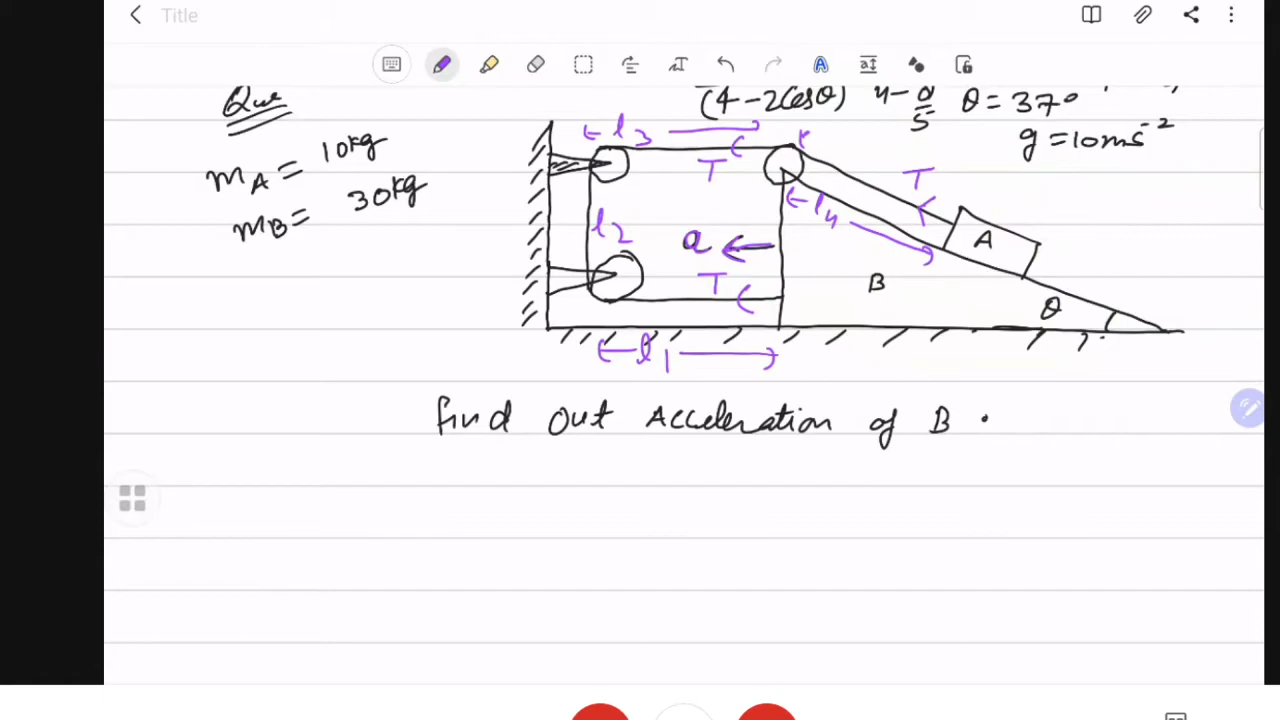 Title
Que
(4-2Cosθ) θ = 37°
g = 10ms⁻²
mA = 10kg
mB = 30kg
l3
T
T
l2
a
l4
A
T
B
θ
l1
find Out Acceleration of B .